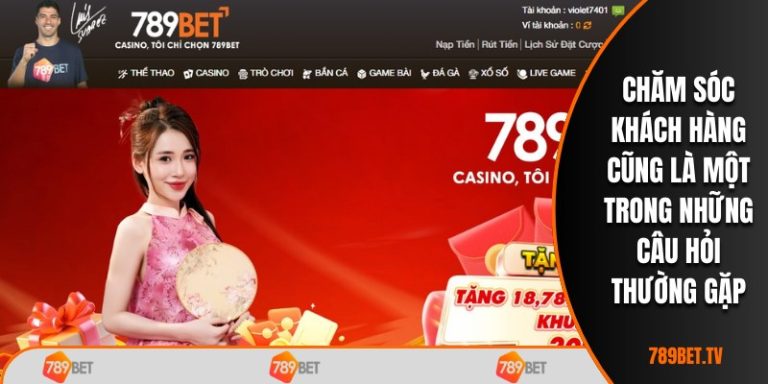 789BET
CASINO, TÔI CHỈ CHỌN 789BET
Tài khoản : violet7401
Ví tài khoản : 0
Nạp Tiền | Rút Tiền | Lịch Sử Đặt Cược
THỂ THAO CASINO TRÒ CHƠI BẮN CÁ GAME BÀI ĐÁ GÀ XỔ SỐ LIVE GAME
789BET
789
CASINO, TÔI
TẶNG 18,78
KHU
789BET
789BET
789BET
CHĂM SÓC
KHÁCH HÀNG
CŨNG LÀ MỘT
TRONG NHỮNG
CÂU HỎI
THƯỜNG GẶP
789BET.TV